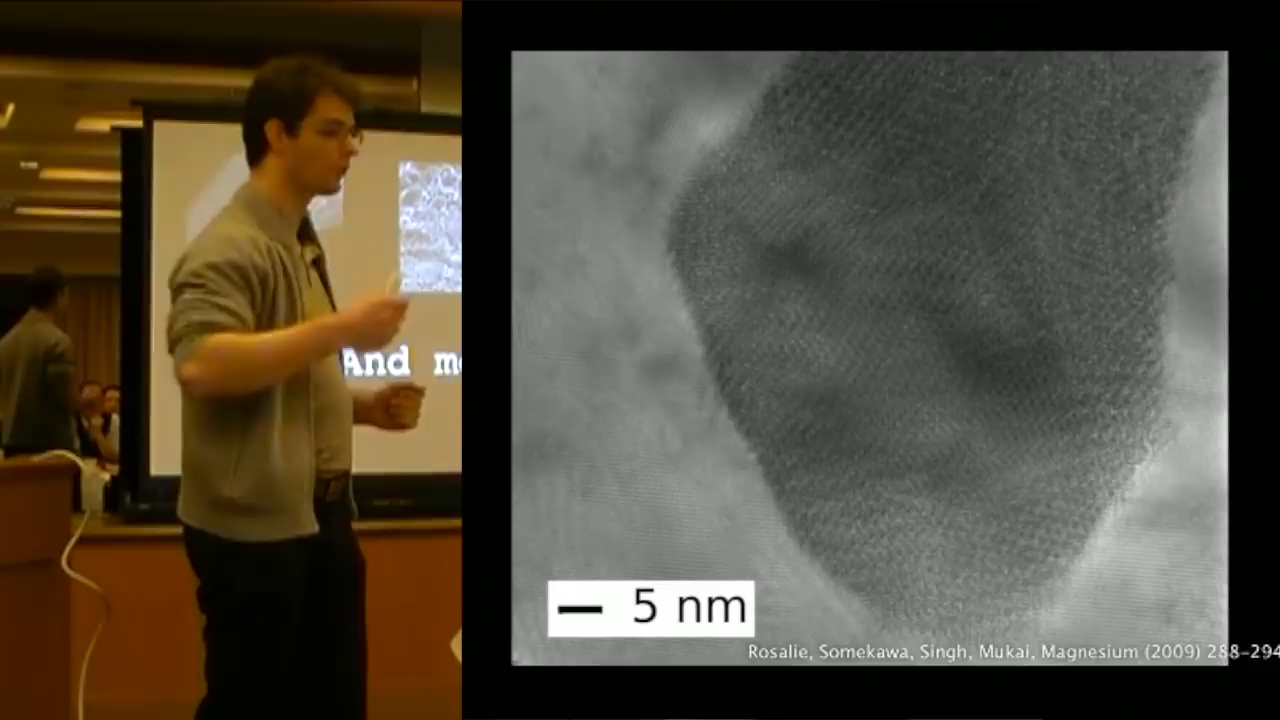 And m
5 nm
Rosalie, Somekawa, Singh, Mukai, Magnesium (2009) 288-294